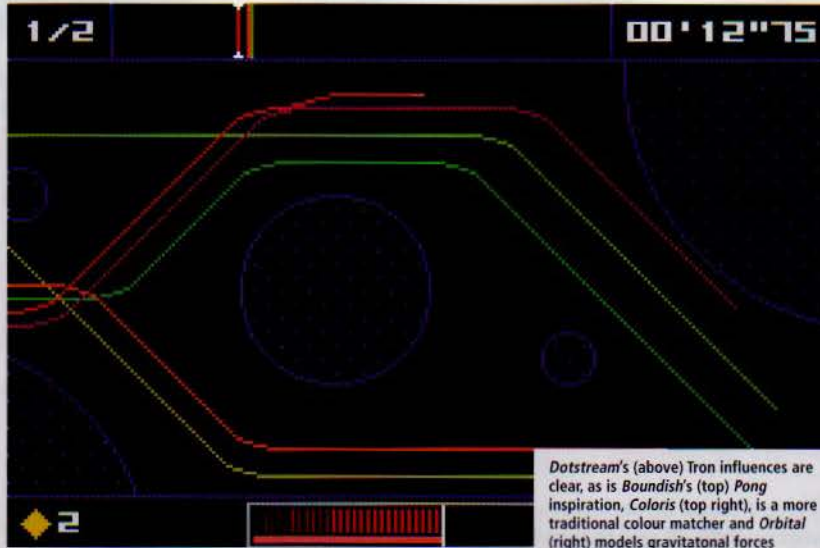 1/2
00'12"75
2
Dotstream's (above) Tron influences are
clear, as is Boundish's (top) Pong
inspiration, Coloris (top right), is a more
traditional colour matcher and Orbital
(right) models gravitatonal forces